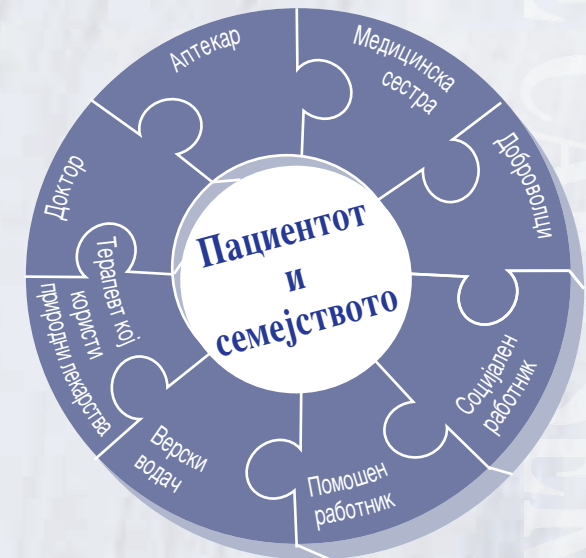 Пациентот
и
семејството
Аптекар
Медицинска
сестра
Доброволци
Социјален
работник
Помошен
работник
Верски
водач
Терапевт кој
користи
природни лекарства
Доктор